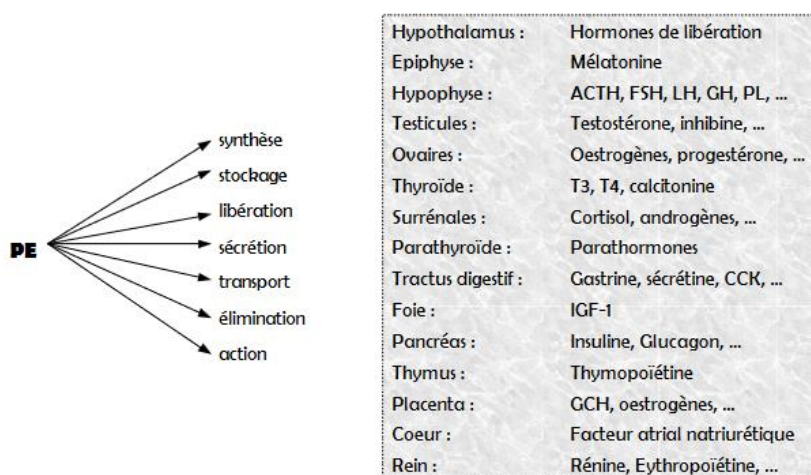 PE
synthèse
stockage
libération
sécrétion
transport
élimination
action
Hypothalamus : Hormones de libération
Epiphyse : Mélatonine
Hypophyse : ACTH, FSH, LH, GH, PL, ...
Testicules : Testostérone, inhibine, ...
Ovaires : Oestrogènes, progestérone, ...
Thyroïde : T3, T4, calcitonine
Surrénales : Cortisol, androgènes, ...
Parathyroïde : Parathormones
Tractus digestif : Gastrine, sécrétine, CCK, ...
Foie : IGF-1
Pancréas : Insuline, Glucagon, ...
Thymus : Thymopoïétine
Placenta : GCH, oestrogènes, ...
Coeur : Facteur atrial natriurétique
Rein : Rénine, Eythropoïétine, ...